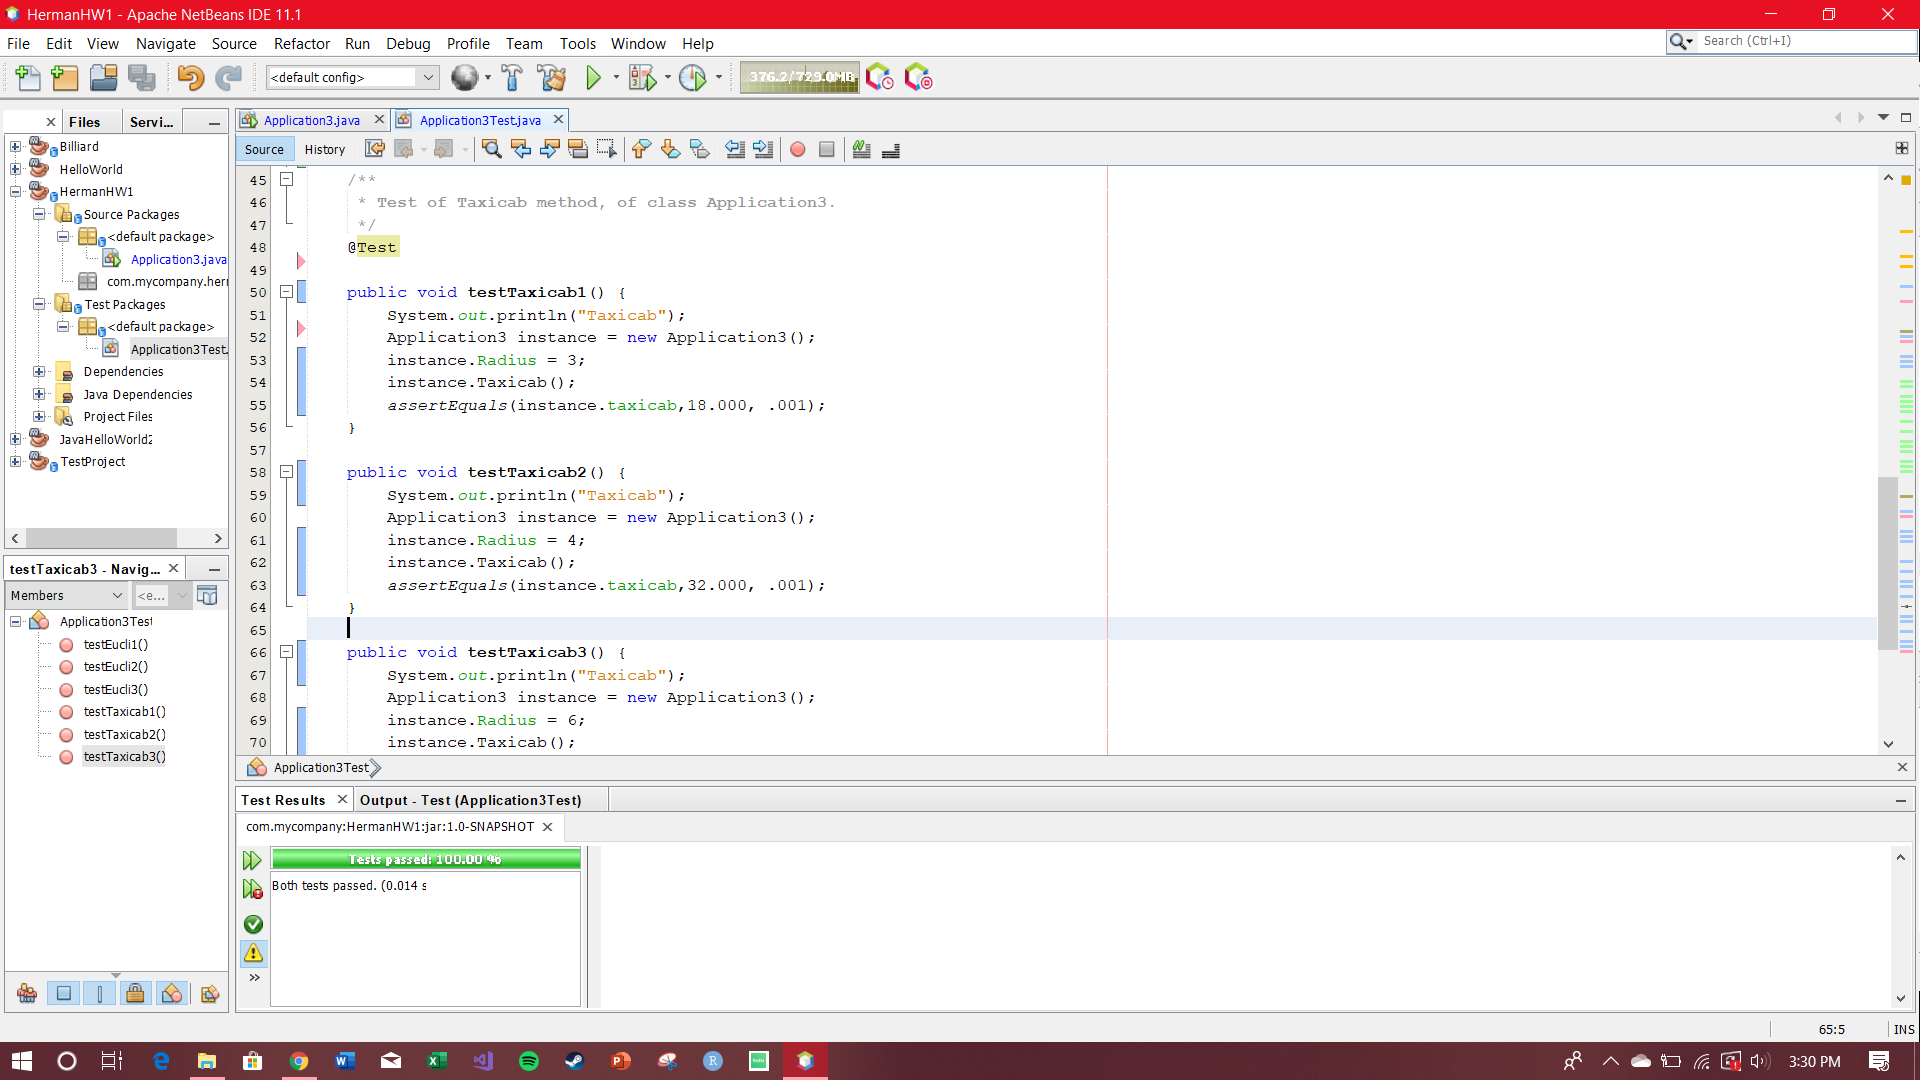 HermanHW1 - Apache NetBeans IDE 11.1
File Edit View Navigate Source Refactor Run Debug Profile Team Tools Window Help
Search (Ctrl+I)
<default config>
376.2/729.0MB
Files Servi...
Billiard
HelloWorld
HermanHW1
Source Packages
<default package>
Application3.java
com.mycompany.herr
Test Packages
<default package>
Application3Test.
Dependencies
Java Dependencies
Project Files
JavaHelloWorld2
TestProject
testTaxicab3 - Navig...
Members <e...
Application3Test
testEucli1()
testEucli2()
testEucli3()
testTaxicab1()
testTaxicab2()
testTaxicab3()
Application3.java Application3Test.java
Source History
45 /**
46 * Test of Taxicab method, of class Application3.
47 */
48 @Test
49
50 public void testTaxicab1() {
51 System.out.println("Taxicab");
52 Application3 instance = new Application3();
53 instance.Radius = 3;
54 instance.Taxicab();
55 assertEquals(instance.taxicab,18.000, .001);
56 }
57
58 public void testTaxicab2() {
59 System.out.println("Taxicab");
60 Application3 instance = new Application3();
61 instance.Radius = 4;
62 instance.Taxicab();
63 assertEquals(instance.taxicab,32.000, .001);
64 }
65
66 public void testTaxicab3() {
67 System.out.println("Taxicab");
68 Application3 instance = new Application3();
69 instance.Radius = 6;
70 instance.Taxicab();
Application3Test
Test Results Output - Test (Application3Test)
com.mycompany:HermanHW1:jar:1.0-SNAPSHOT
Tests passed: 100.00 %
Both tests passed. (0.014 s
65:5 INS
3:30 PM